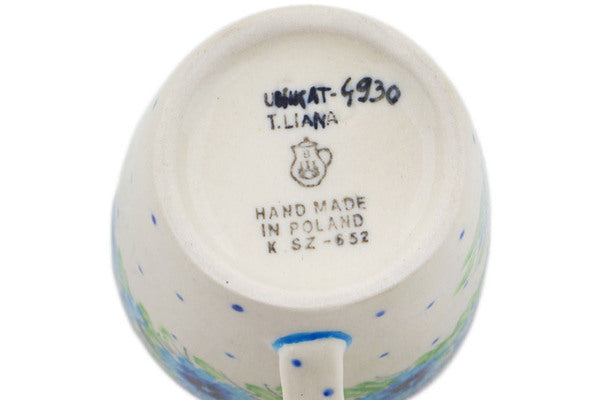 UNIKAT-4930
T.LIANA
HAND MADE
IN POLAND
K SZ-652